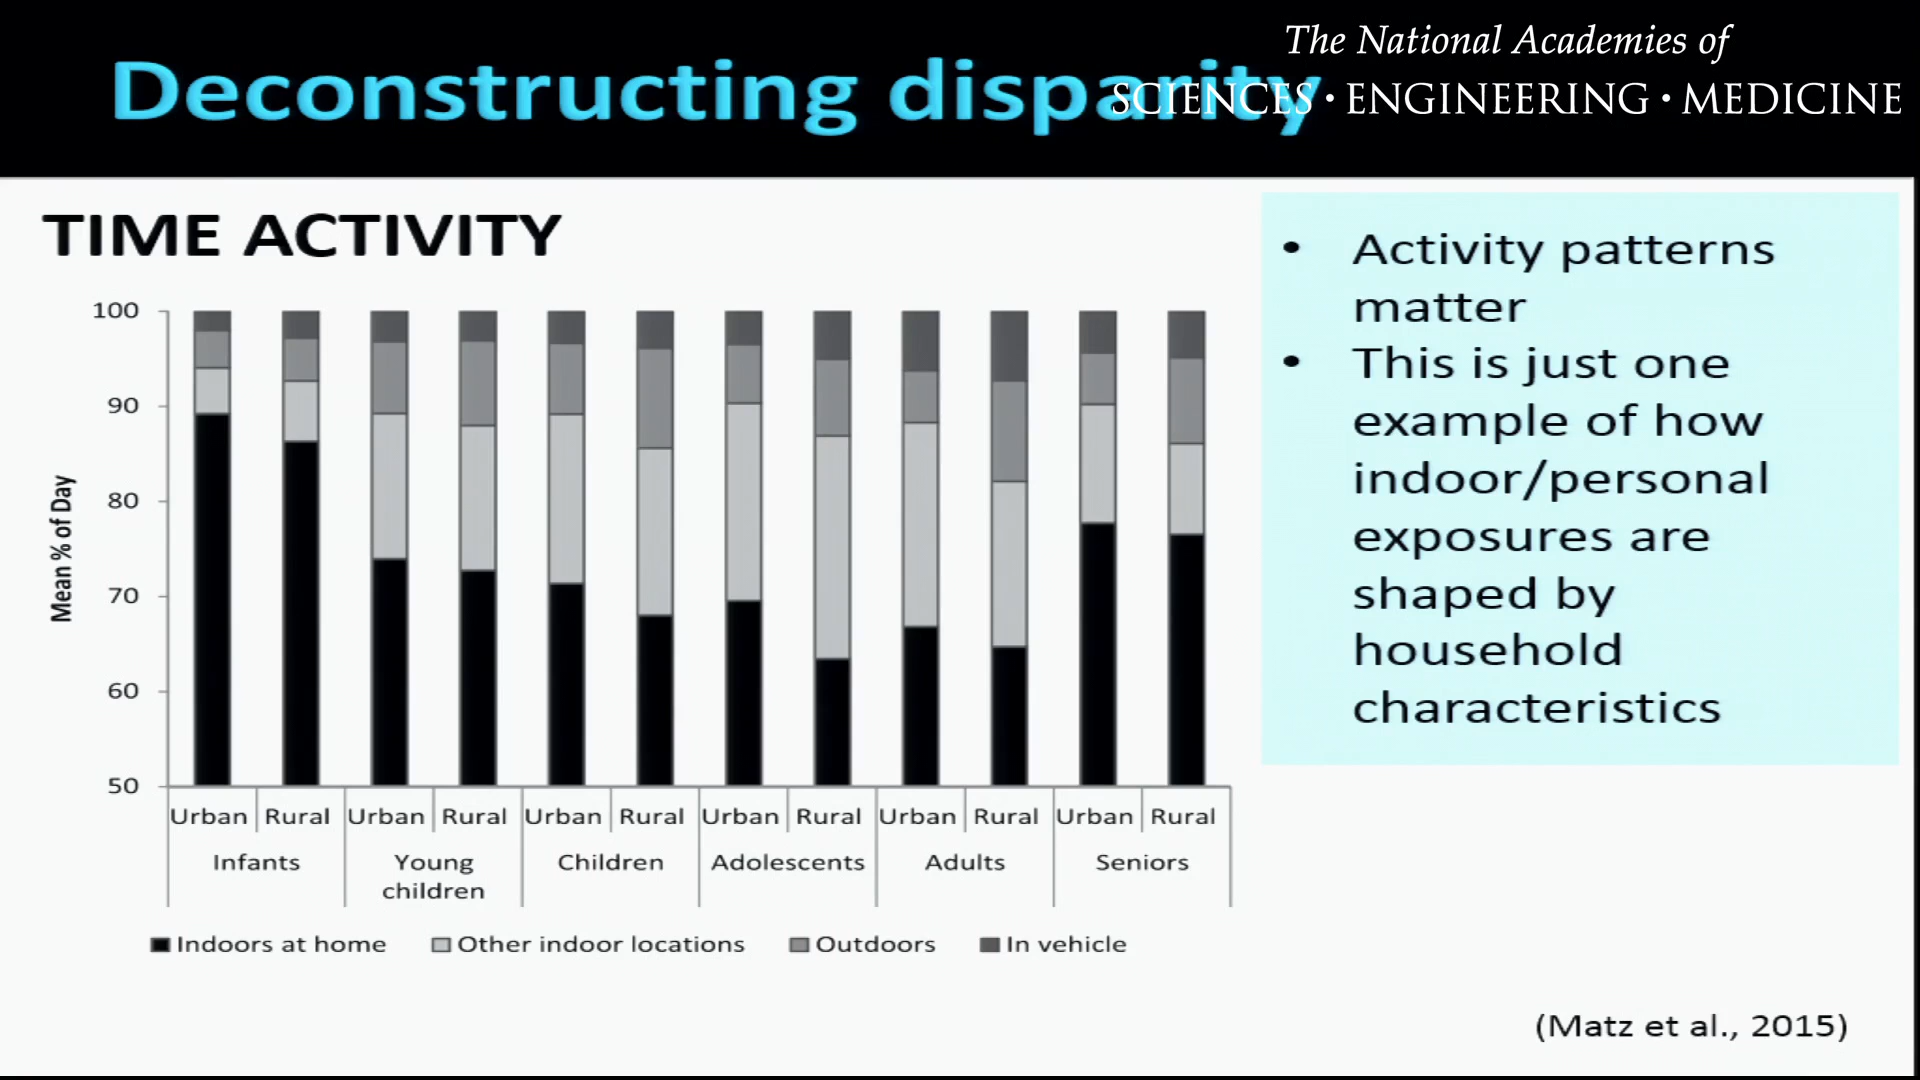 Deconstructing disparity
The National Academies of
SCIENCES • ENGINEERING • MEDICINE
TIME ACTIVITY
Mean % of Day
100
90
80
70
60
50
Urban Rural Urban Rural Urban Rural Urban Rural Urban Rural Urban Rural
Infants Young children Children Adolescents Adults Seniors
Indoors at home Other indoor locations Outdoors In vehicle
• Activity patterns
matter
• This is just one
example of how
indoor/personal
exposures are
shaped by
household
characteristics
(Matz et al., 2015)